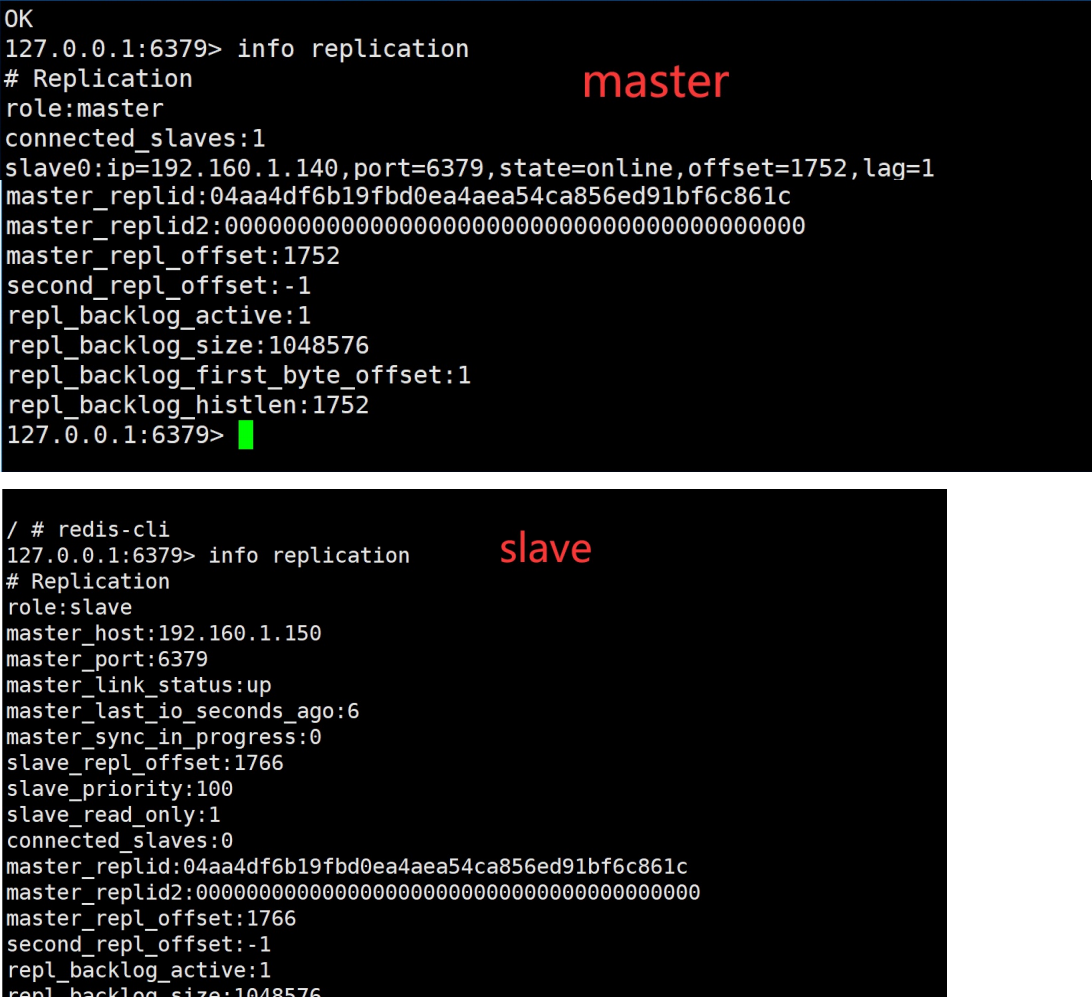 OK
127.0.0.1:6379> info replication
# Replication
master
role:master
connected_slaves:1
slave0:ip=192.160.1.140,port=6379,state=online,offset=1752,lag=1
master_replid:04aa4df6b19fbd0ea4aea54ca856ed91bf6c861c
master_replid2:0000000000000000000000000000000000000000
master_repl_offset:1752
second_repl_offset:-1
repl_backlog_active:1
repl_backlog_size:1048576
repl_backlog_first_byte_offset:1
repl_backlog_histlen:1752
127.0.0.1:6379>
/ # redis-cli
127.0.0.1:6379> info replication
slave
# Replication
role:slave
master_host:192.160.1.150
master_port:6379
master_link_status:up
master_last_io_seconds_ago:6
master_sync_in_progress:0
slave_repl_offset:1766
slave_priority:100
slave_read_only:1
connected_slaves:0
master_replid:04aa4df6b19fbd0ea4aea54ca856ed91bf6c861c
master_replid2:0000000000000000000000000000000000000000
master_repl_offset:1766
second_repl_offset:-1
repl_backlog_active:1
repl_backlog_size:1048576